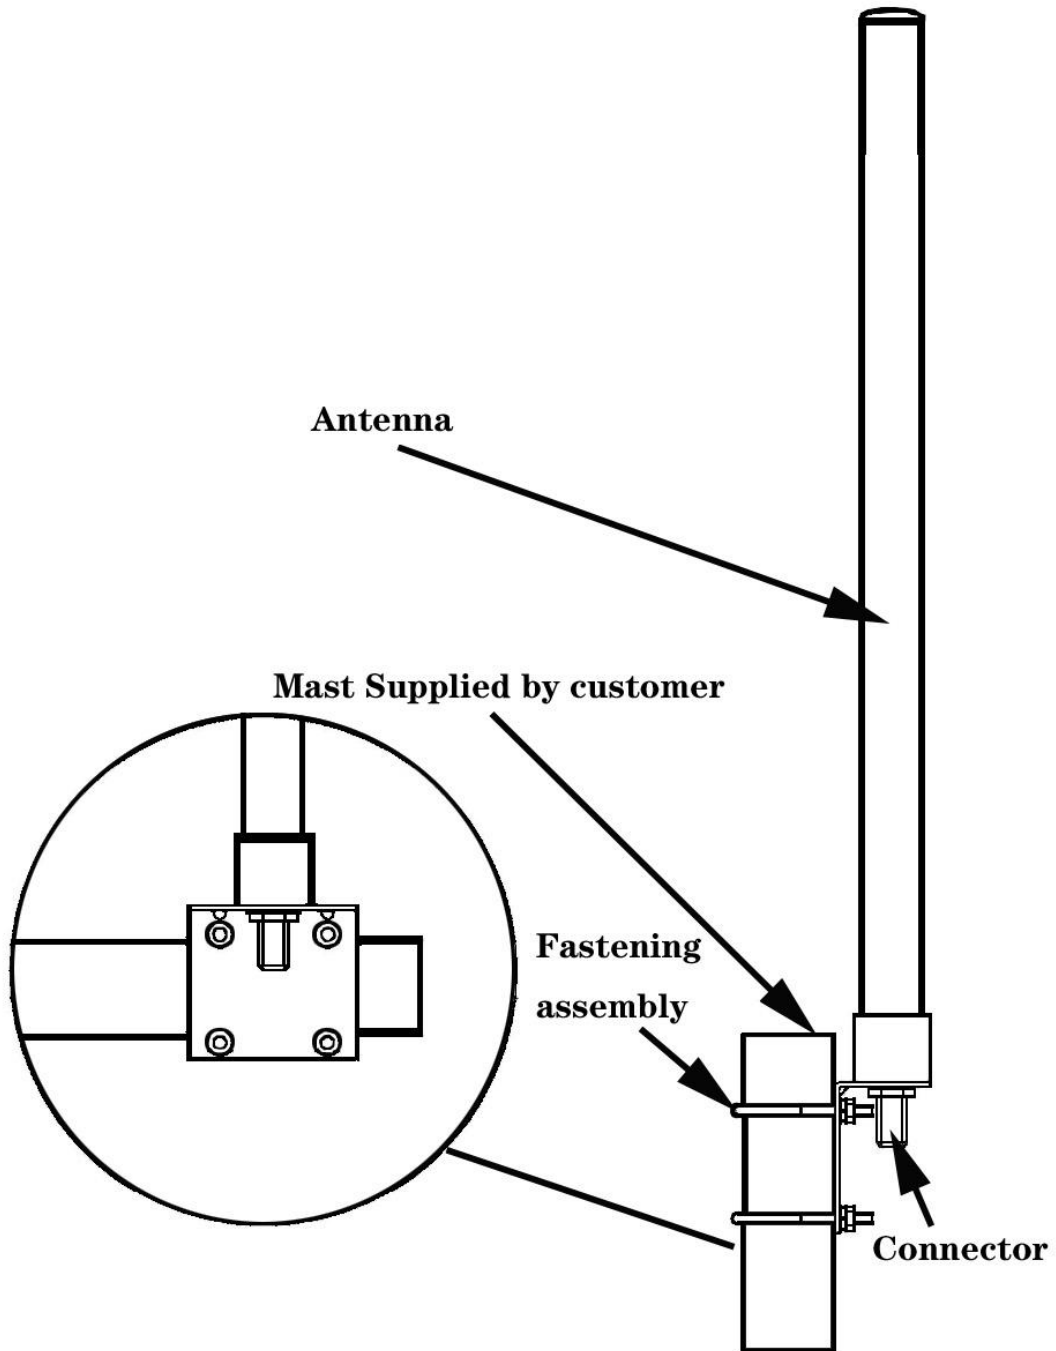 Antenna
Mast Supplied by customer
Fastening
assembly
Connector